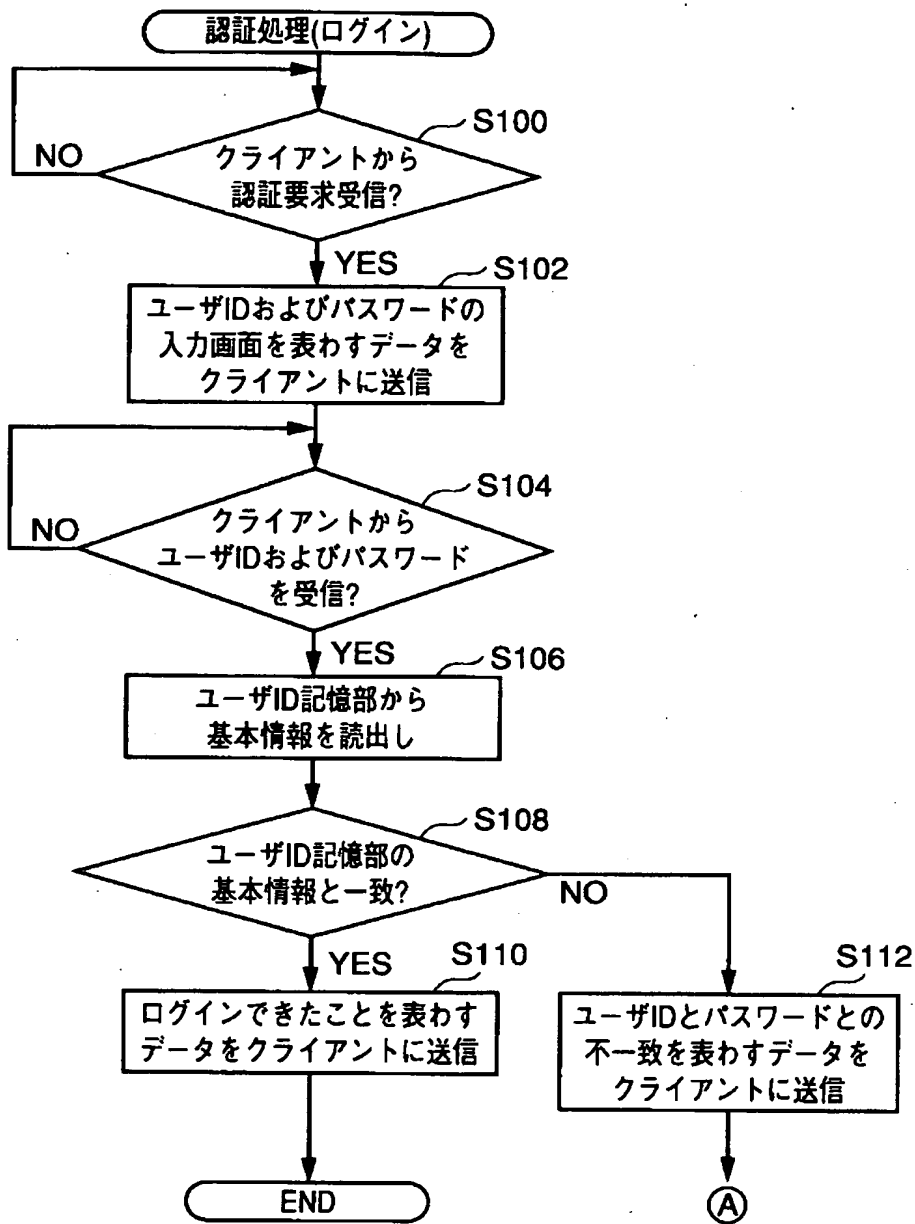 認証処理(ログイン)
S100
クライアントから
認証要求受信?
NO
YES
S102
ユーザIDおよびパスワードの
入力画面を表わすデータを
クライアントに送信
S104
クライアントから
ユーザIDおよびパスワード
を受信?
NO
YES
S106
ユーザID記憶部から
基本情報を読出し
S108
ユーザID記憶部の
基本情報と一致?
NO
YES
S110
ログインできたことを表わす
データをクライアントに送信
S112
ユーザIDとパスワードとの
不一致を表わすデータを
クライアントに送信
END
A